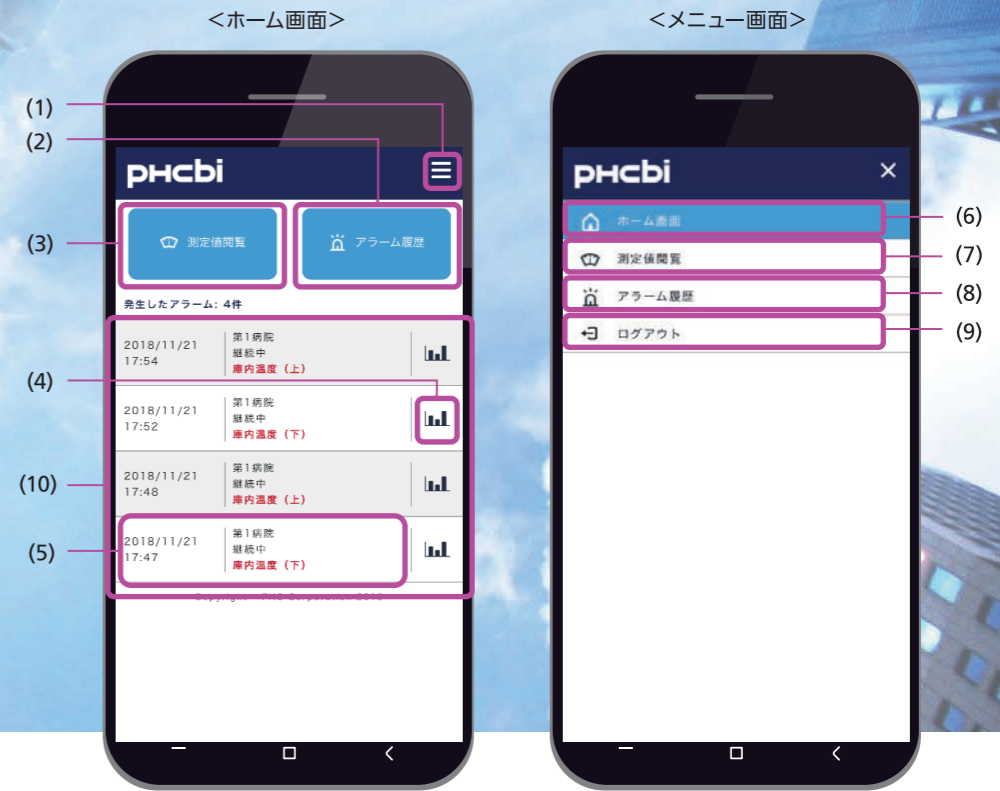 ＜ホーム画面＞
＜メニュー画面＞
(1)
(2)
(3)
(4)
(10)
(5)
PHCbi
測定値閲覧
アラーム履歴
発生したアラーム: 4件
2018/11/21
17:54
第1病院
継続中
庫内温度（上）
2018/11/21
17:52
第1病院
継続中
庫内温度（下）
2018/11/21
17:48
第1病院
継続中
庫内温度（上）
2018/11/21
17:47
第1病院
継続中
庫内温度（下）
PHCbi
ホーム画面
測定値閲覧
アラーム履歴
ログアウト
(6)
(7)
(8)
(9)